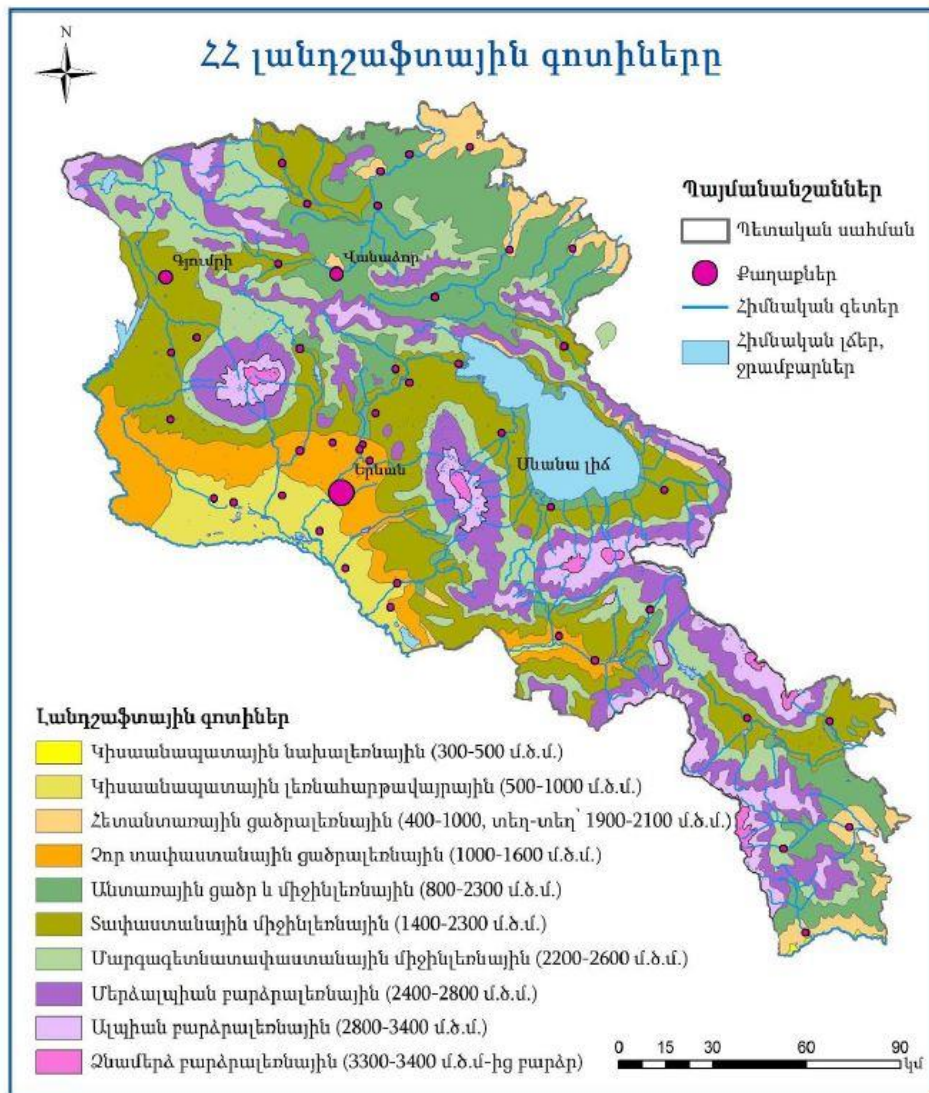 N
ՀՀ լանդշաֆտային գոտիները
Պայմանանշաններ
Պետական սահման
Քաղաքներ
Հիմնական գետեր
Հիմնական լճեր,
ջրամբարներ
Գյումրի
Վանաձոր
Երևան
Սևանա լիճ
Լանդշաֆտային գոտիներ
Կիսաանապատային նախալեռնային (300-500 մ.ծ.մ.)
Կիսաանապատային լեռնահարթավայրային (500-1000 մ.ծ.մ.)
Հետանտառային ցածրալեռնային (400-1000, տեղ-տեղ՝ 1900-2100 մ.ծ.մ.)
Չոր տափաստանային ցածրալեռնային (1000-1600 մ.ծ.մ.)
Անտառային ցածր և միջինլեռնային (800-2300 մ.ծ.մ.)
Տափաստանային միջինլեռնային (1400-2300 մ.ծ.մ.)
Մարգագետնատափաստանային միջինլեռնային (2200-2600 մ.ծ.մ.)
Մերձալպիան բարձրալեռնային (2400-2800 մ.ծ.մ.)
Ալպիան բարձրալեռնային (2800-3400 մ.ծ.մ.)
Ձնամերձ բարձրալեռնային (3300-3400 մ.ծ.մ-ից բարձր)
0 15 30 60 90
կմ